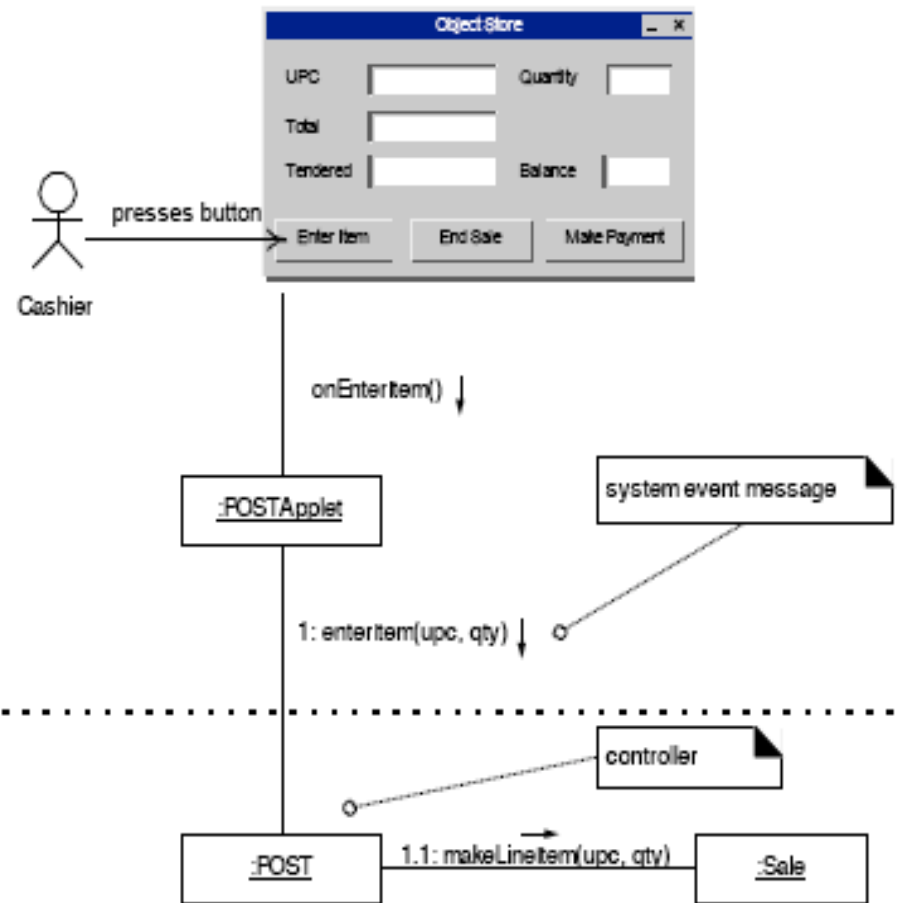 Object Store
UPC Quantity
Total
Tendered Balance
presses button
Enter Item End Sale Make Payment
Cashier
onEnterItem()
:POSTApplet
system event message
1: enterItem(upc, qty)
controller
:POST
1.1: makeLineItem(upc, qty)
:Sale